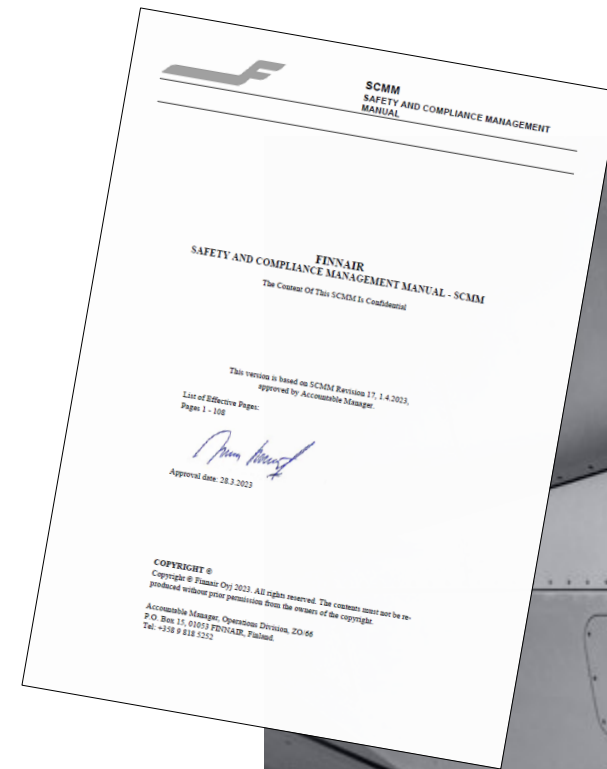 SCMM
SAFETY AND COMPLIANCE MANAGEMENT
MANUAL
FINNAIR
SAFETY AND COMPLIANCE MANAGEMENT MANUAL - SCMM
The Content Of This SCMM Is Confidential
This version is based on SCMM Revision 17, 1.4.2023,
approved by Accountable Manager.
List of Effective Pages:
Pages 1 - 108
Approval date: 28.3.2023
COPYRIGHT ©
Copyright © Finnair Oyj 2023. All rights reserved. The contents must not be re-
produced without prior permission from the owners of the copyright.
Accountable Manager, Operations Division, ZO/66
P.O. Box 15, 01053 FINNAIR, Finland.
Tel: +358 9 818 5252